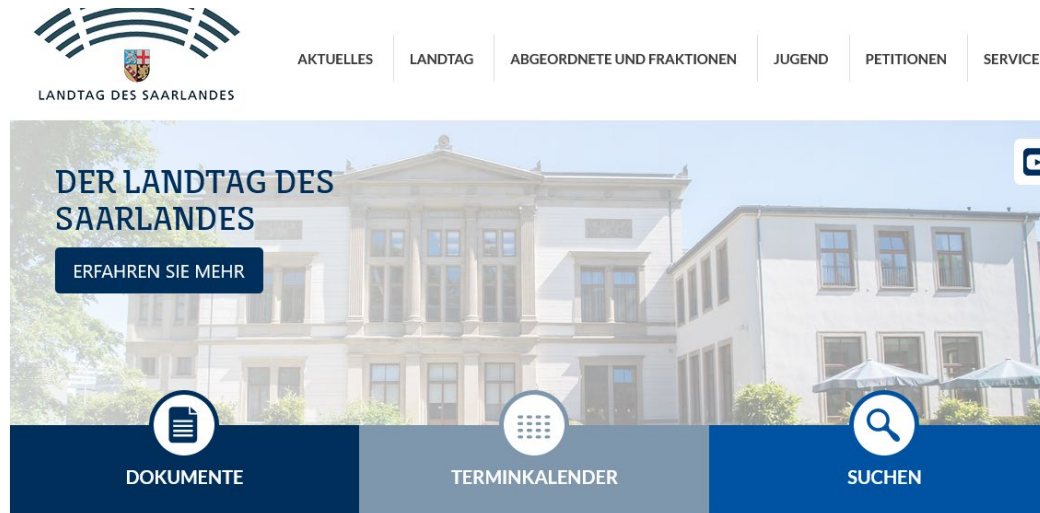 LANDTAG DES SAARLANDES
AKTUELLES LANDTAG ABGEORDNETE UND FRAKTIONEN JUGEND PETITIONEN SERVICE
DER LANDTAG DES
SAARLANDES
ERFAHREN SIE MEHR
DOKUMENTE TERMINKALENDER SUCHEN